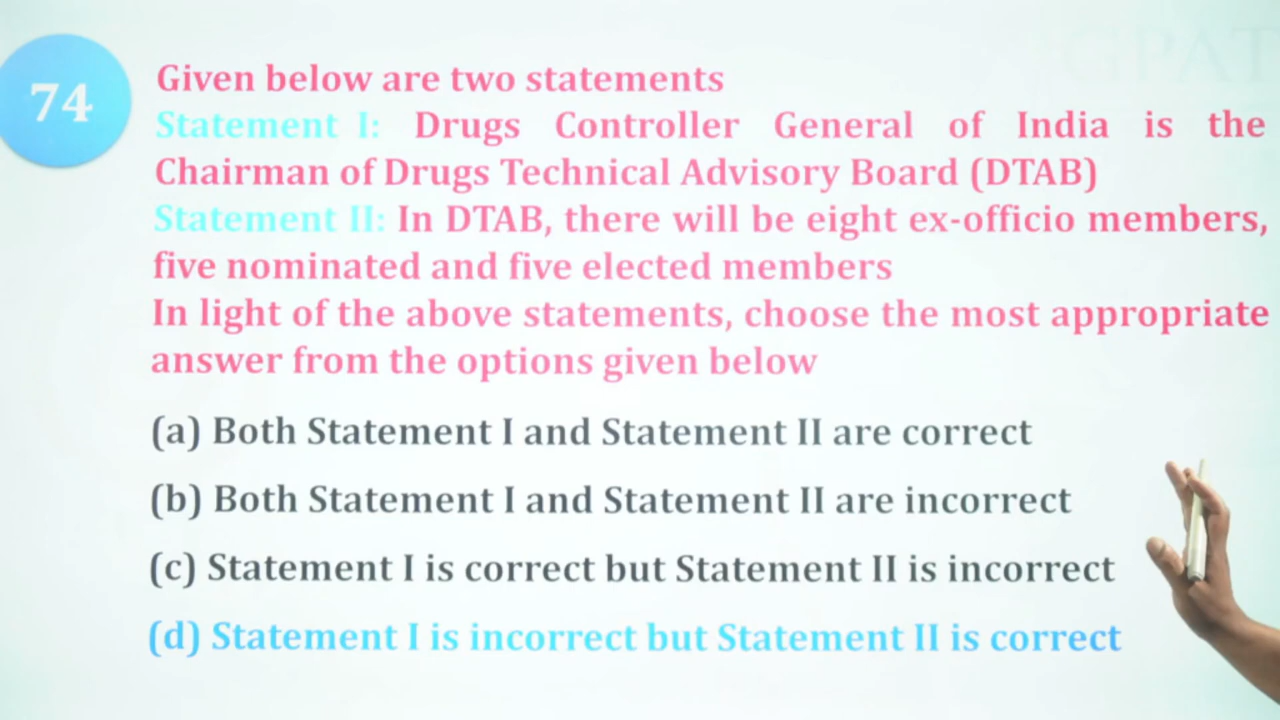 GPAT
74
Given below are two statements
Statement I: Drugs Controller General of India is the
Chairman of Drugs Technical Advisory Board (DTAB)
Statement II: In DTAB, there will be eight ex-officio members,
five nominated and five elected members
In light of the above statements, choose the most appropriate
answer from the options given below
(a) Both Statement I and Statement II are correct
(b) Both Statement I and Statement II are incorrect
(c) Statement I is correct but Statement II is incorrect
(d) Statement I is incorrect but Statement II is correct